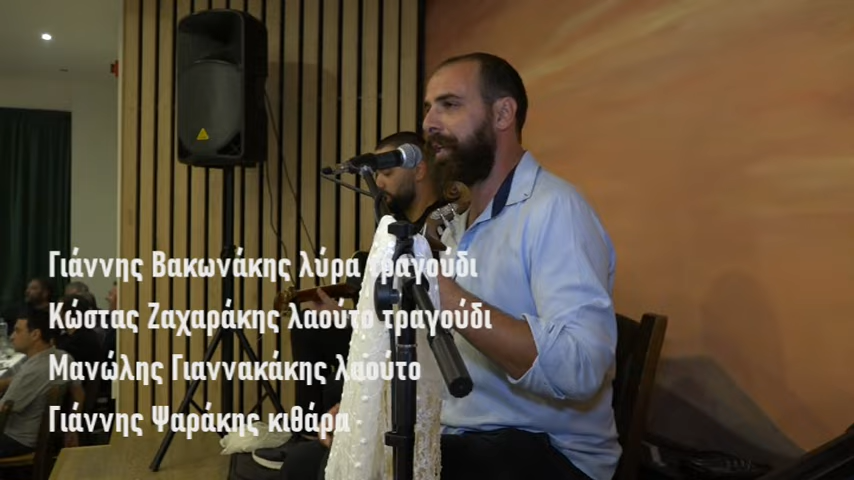 Γιάννης Βακωνάκης λύρα τραγούδι
Κώστας Ζαχαράκης λαούτο τραγούδι
Μανώλης Γιαννακάκης λαούτο
Γιάννης Ψαράκης κιθάρα